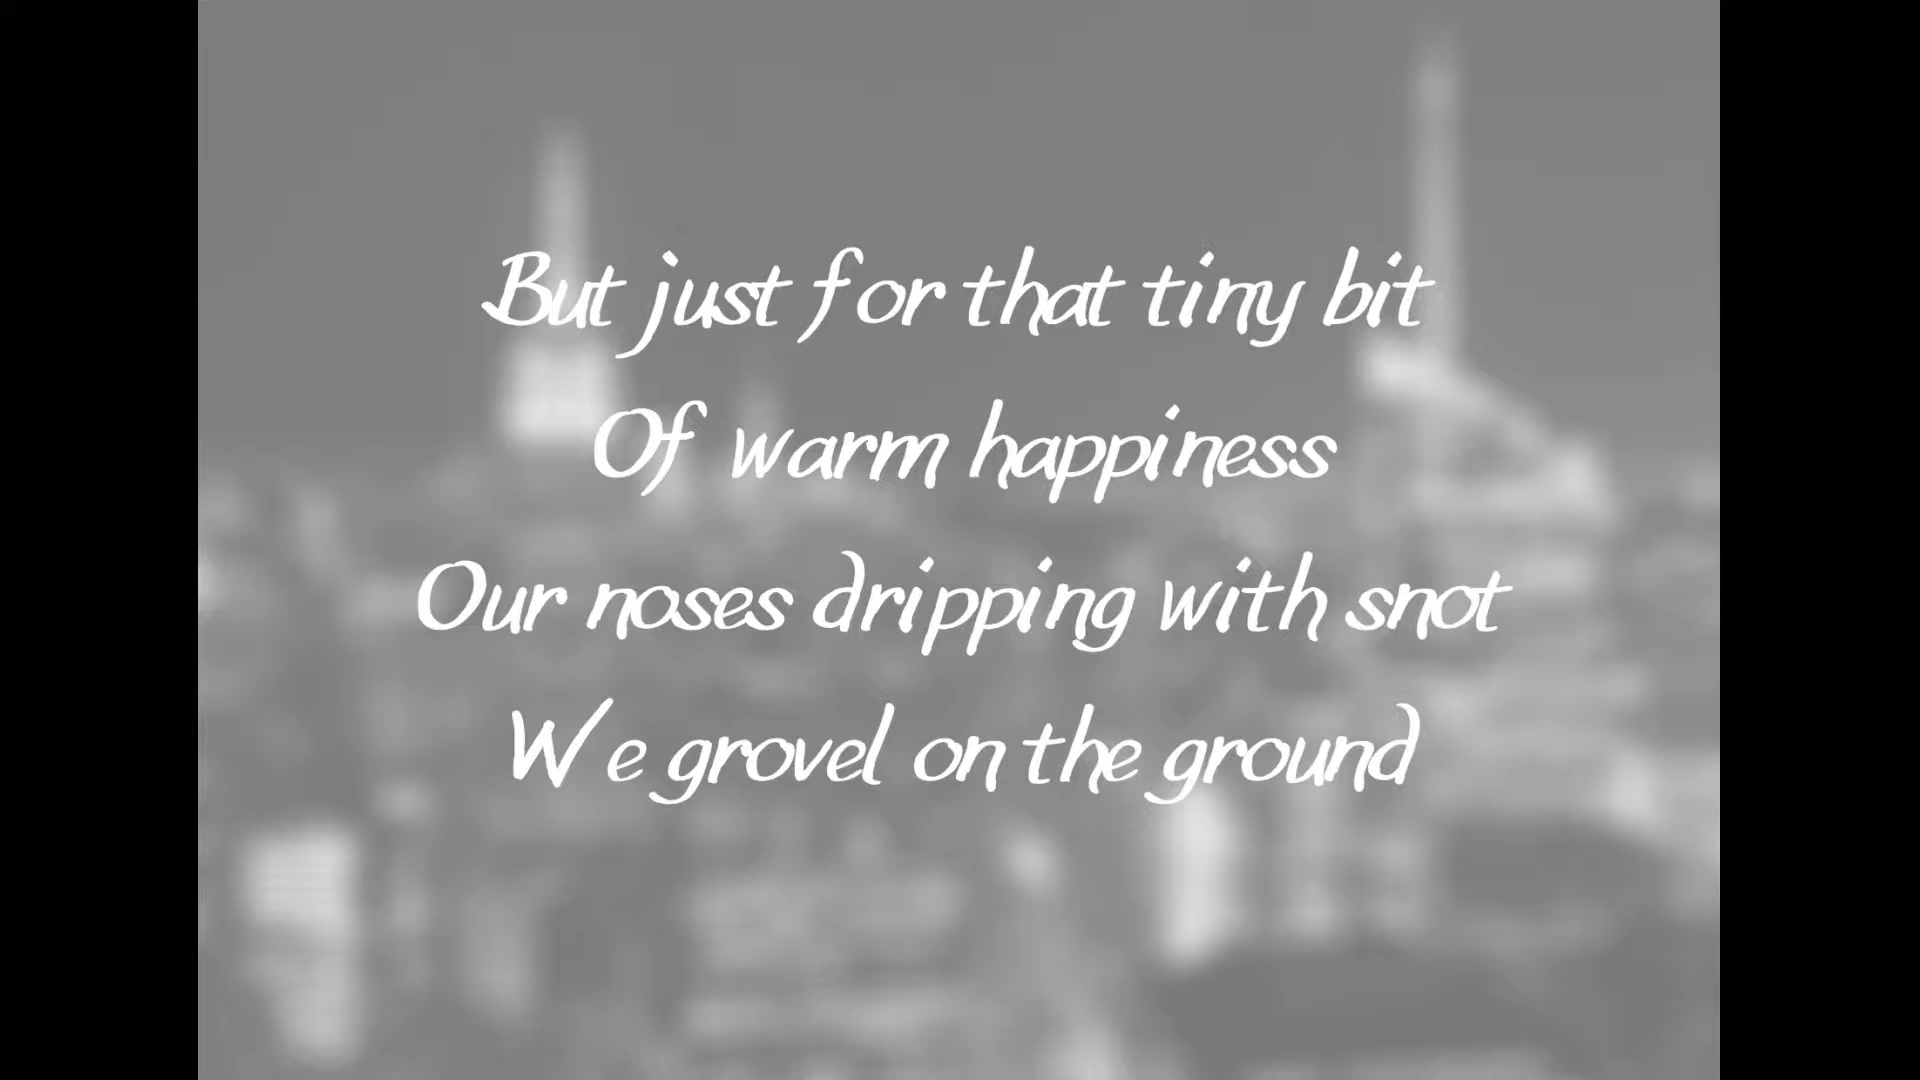 But just for that tiny bit
Of warm happiness
Our noses dripping with snot
We grovel on the ground